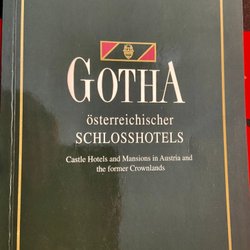 GOTHA
österreichischer
SCHLOSSHOTELS
Castle Hotels and Mansions in Austria and
the former Crownlands